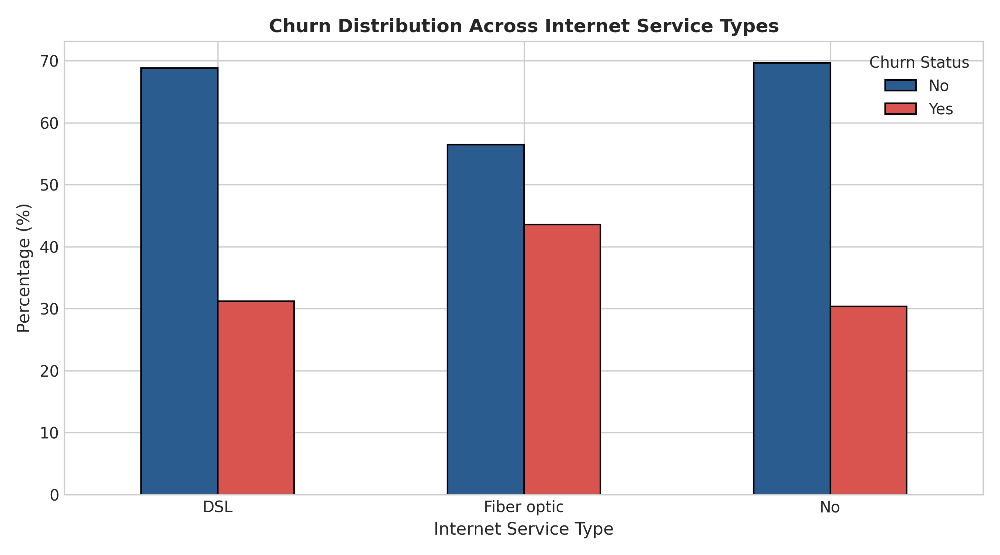 Churn Distribution Across Internet Service Types
Churn Status
No
Yes
70
60
50
40
30
20
10
0
Percentage (%)
DSL
Fiber optic
No
Internet Service Type